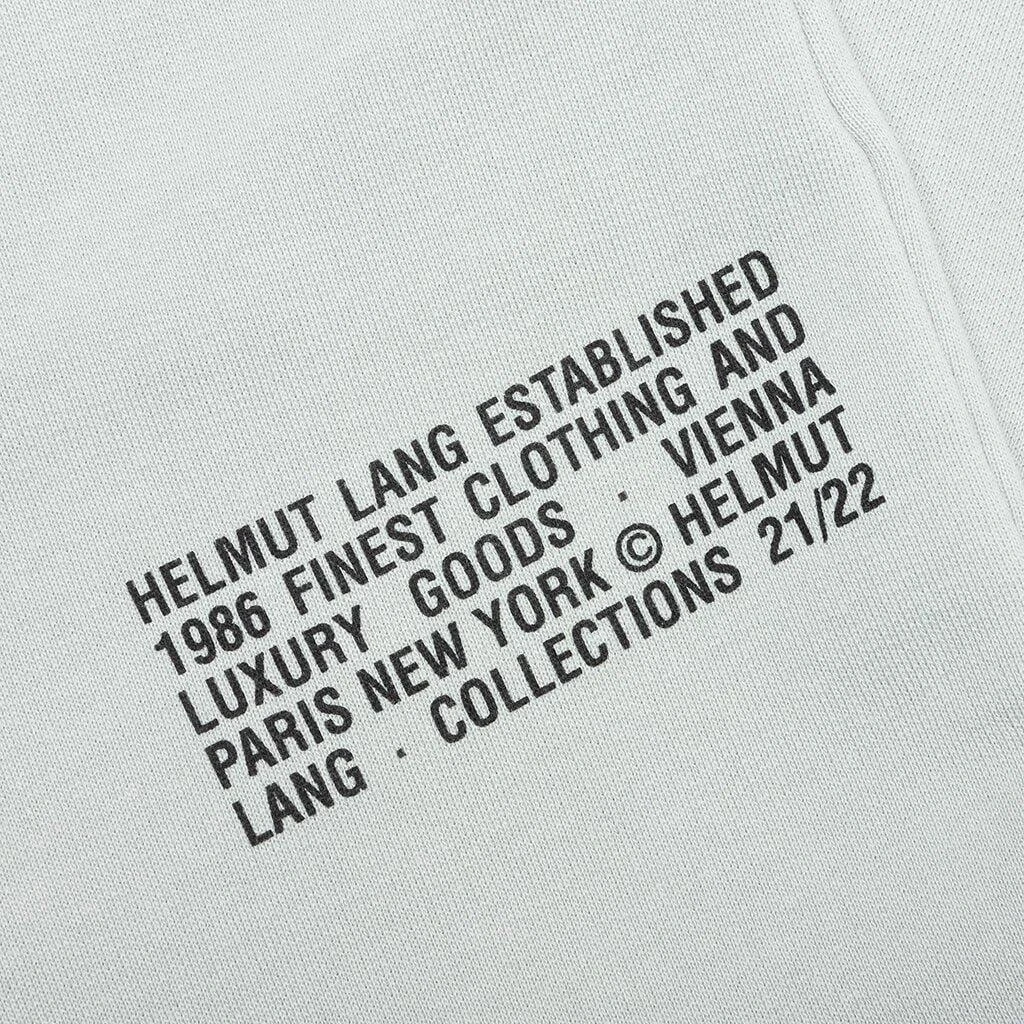 HELMUT LANG ESTABLISHED
1986 FINEST CLOTHING AND
LUXURY GOODS . VIENNA
PARIS NEW YORK © HELMUT
LANG . COLLECTIONS 21/22